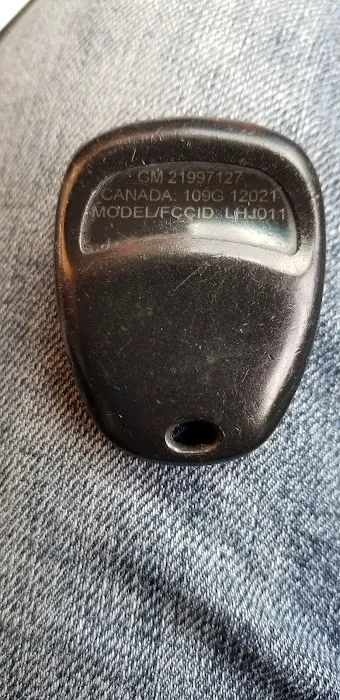 GM 21997127
CANADA: 109G 12021
MODEL/FCCID LHJ011